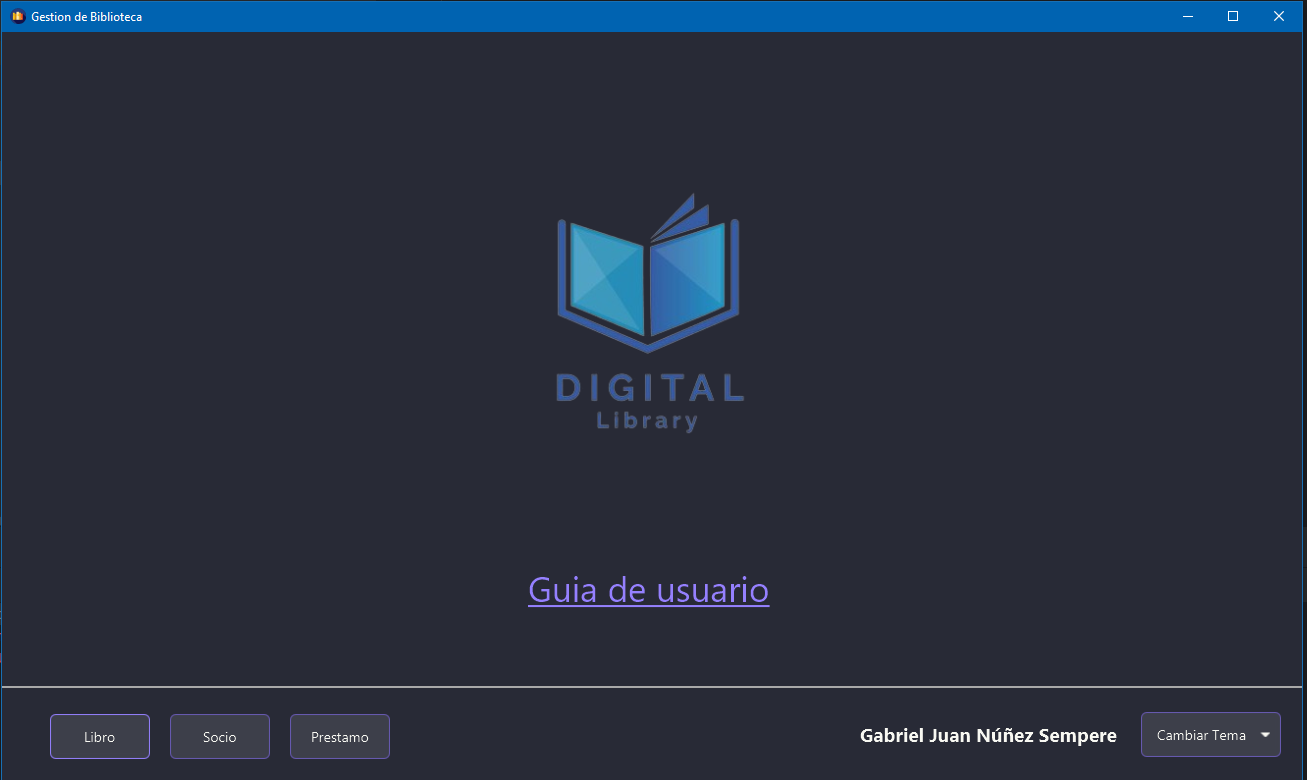 Gestion de Biblioteca
DIGITAL
Library
Guia de usuario
Libro
Socio
Prestamo
Gabriel Juan Núñez Sempere
Cambiar Tema